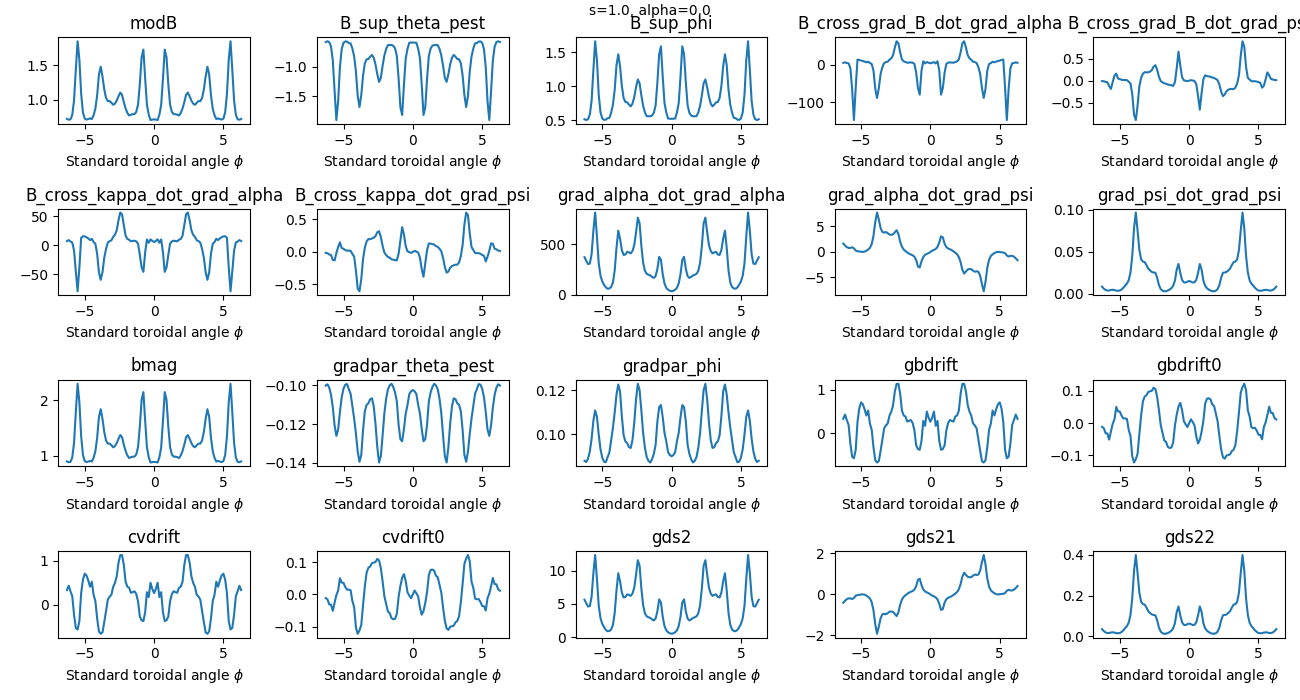 s=1.0, alpha=0.0
modB
B_sup_theta_pest
B_sup_phi
B_cross_grad_B_dot_grad_alpha
B_cross_grad_B_dot_grad_ps
1.5
1.0
−1.0
−1.5
1.5
1.0
0.5
0
−100
0.5
0.0
−0.5
−5 0 5
−5 0 5
−5 0 5
−5 0 5
−5 0 5
Standard toroidal angle ϕ
Standard toroidal angle ϕ
Standard toroidal angle ϕ
Standard toroidal angle ϕ
Standard toroidal angle ϕ
B_cross_kappa_dot_grad_alpha
B_cross_kappa_dot_grad_psi
grad_alpha_dot_grad_alpha
grad_alpha_dot_grad_psi
grad_psi_dot_grad_psi
50
0
−50
0.5
0.0
−0.5
500
0
5
0
−5
0.10
0.05
0.00
−5 0 5
−5 0 5
−5 0 5
−5 0 5
−5 0 5
Standard toroidal angle ϕ
Standard toroidal angle ϕ
Standard toroidal angle ϕ
Standard toroidal angle ϕ
Standard toroidal angle ϕ
bmag
gradpar_theta_pest
gradpar_phi
gbdrift
gbdrift0
2
1
−0.10
−0.12
−0.14
0.12
0.10
1
0
0.1
0.0
−0.1
−5 0 5
−5 0 5
−5 0 5
−5 0 5
−5 0 5
Standard toroidal angle ϕ
Standard toroidal angle ϕ
Standard toroidal angle ϕ
Standard toroidal angle ϕ
Standard toroidal angle ϕ
cvdrift
cvdrift0
gds2
gds21
gds22
1
0
0.1
0.0
−0.1
10
5
0
2
0
−2
0.4
0.2
0.0
−5 0 5
−5 0 5
−5 0 5
−5 0 5
−5 0 5
Standard toroidal angle ϕ
Standard toroidal angle ϕ
Standard toroidal angle ϕ
Standard toroidal angle ϕ
Standard toroidal angle ϕ